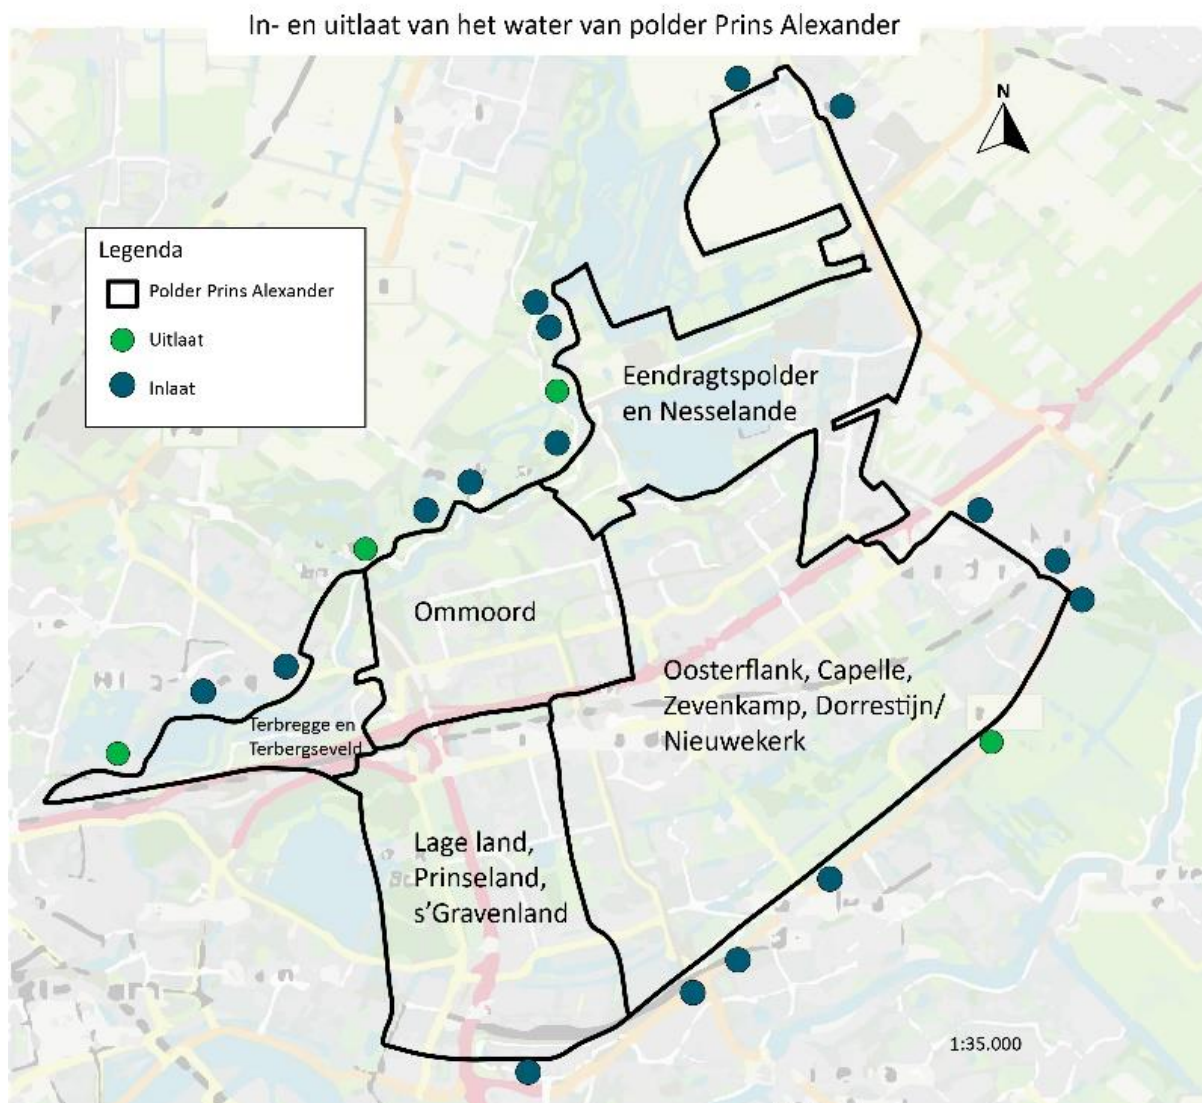 In- en uitlaat van het water van polder Prins Alexander
N
Legenda
Polder Prins Alexander
Uitlaat
Inlaat
Eendragtspolder
en Nesselande
Ommoord
Oosterflank, Capelle,
Zevenkamp, Dorrestijn/
Nieuwekerk
Terbregge en
Terbergseveld
Lage land,
Prinseland,
s'Gravenland
1:35.000